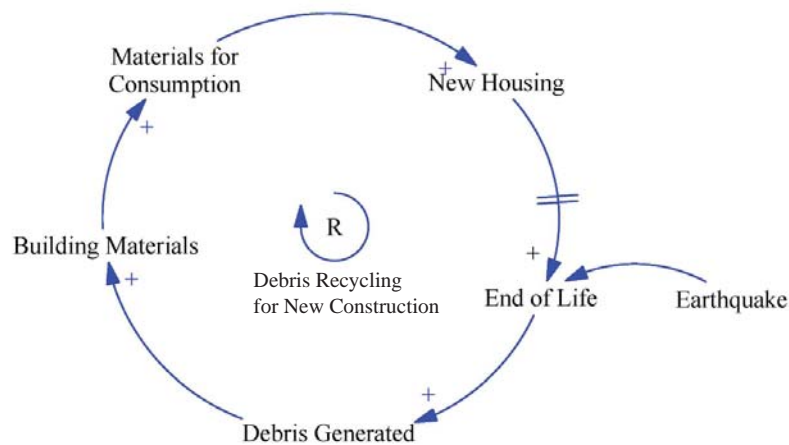 Materials for
Consumption
+
New Housing
+
Building Materials
+
R
Debris Recycling
for New Construction
+
End of Life
Earthquake
+
Debris Generated